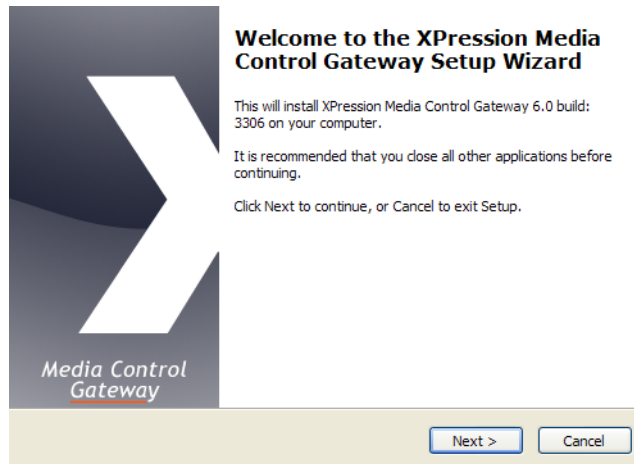 Welcome to the XPression Media
Control Gateway Setup Wizard
This will install XPression Media Control Gateway 6.0 build:
3306 on your computer.
It is recommended that you close all other applications before
continuing.
Click Next to continue, or Cancel to exit Setup.
Media Control
Gateway
Next >
Cancel